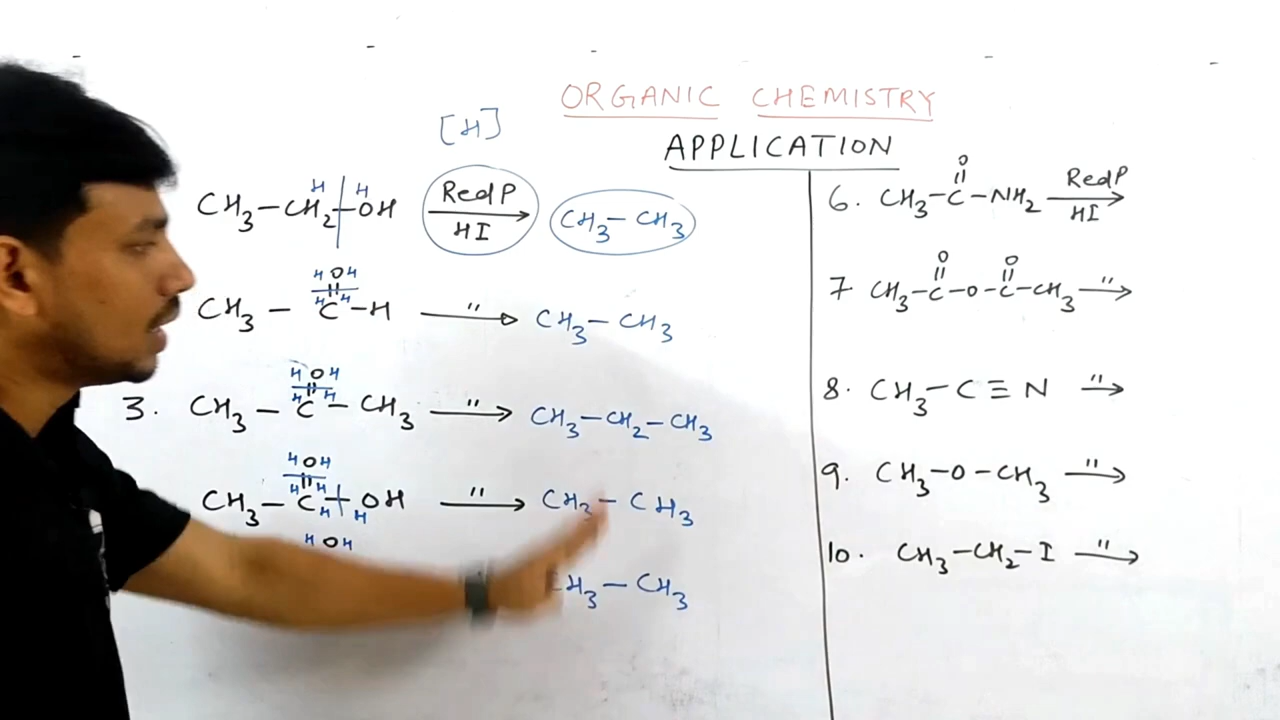 ORGANIC CHEMISTRY
APPLICATION
[H]
CH3-CH2-OH Red P HI CH3-CH3
H H
H O H
H H
CH3 - C - H " CH3-CH3
H O H
H H
3. CH3 - C - CH3 " CH3-CH2-CH3
H O H
H H
CH3 - C - OH " CH3-CH3
H H
H O H
CH3-CH3
6. CH3-C-NH2 Red P HI
O
O O
7 CH3-C-O-C-CH3 "
8. CH3-C≡N "
9. CH3-O-CH3 "
10. CH3-CH2-I "